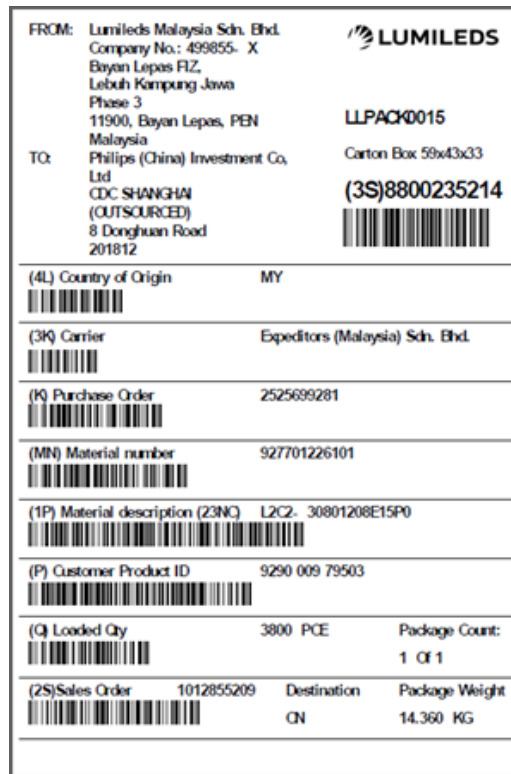 FROM: Lumileds Malaysia Sdn. Bhd.
Company No.: 499855- X
Bayan Lepas FIZ,
Lebuh Kampung Jawa
Phase 3
11900, Bayan Lepas, PEN
Malaysia
TO: Philips (China) Investment Co,
Ltd
CDC SHANGHAI
(OUTSOURCED)
8 Donghuan Road
201812
LUMILEDS
LLPACK0015
Carton Box 59x43x33
(3S)8800235214
(4L) Country of Origin MY
(3K) Carrier Expeditors (Malaysia) Sdn. Bhd.
(K) Purchase Order 2525699281
(MN) Material number 927701226101
(1P) Material description (23NC) L2C2- 30801208E15P0
(P) Customer Product ID 9290 009 79503
(Q) Loaded Qty 3800 PCE Package Count:
1 Of 1
(2S)Sales Order 1012855209 Destination Package Weight
CN 14.360 KG